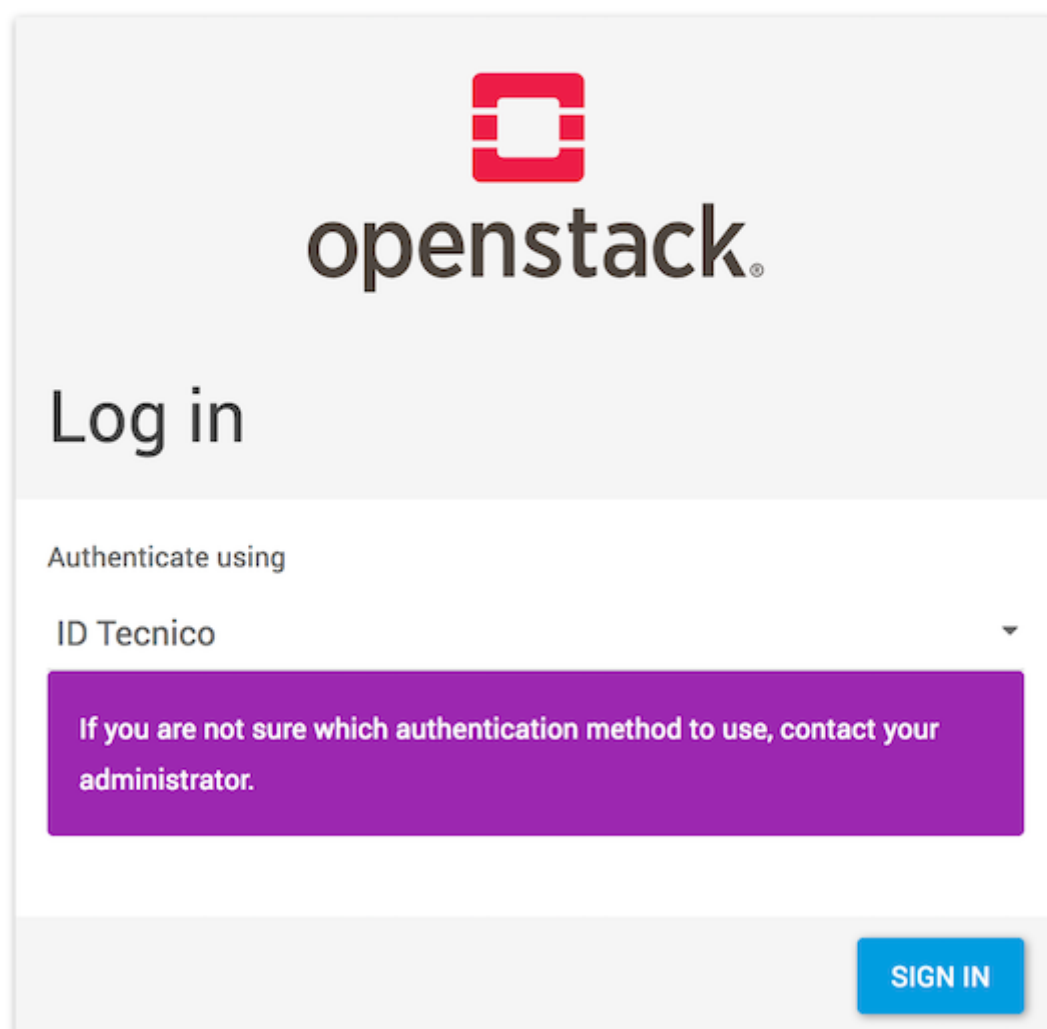 openstack.®
Log in
Authenticate using
ID Tecnico
If you are not sure which authentication method to use, contact your
administrator.
SIGN IN